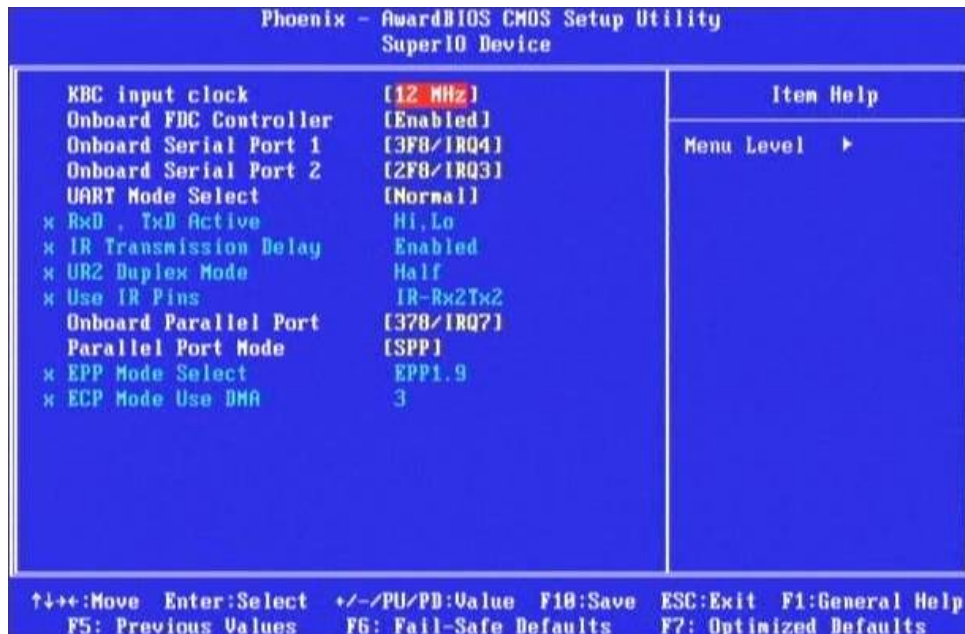 Phoenix - AwardBIOS CMOS Setup Utility
SuperIO Device
KBC input clock [12 MHz]
Onboard FDC Controller [Enabled]
Onboard Serial Port 1 [3F8/IRQ4]
Onboard Serial Port 2 [2F8/IRQ3]
UART Mode Select [Normal]
x RxD , TxD Active Hi,Lo
x IR Transmission Delay Enabled
x UR2 Duplex Mode Half
x Use IR Pins IR-Rx2Tx2
Onboard Parallel Port [378/IRQ7]
Parallel Port Mode [SPP]
x EPP Mode Select EPP1.9
x ECP Mode Use DMA 3
Item Help
Menu Level ▶
↑↓→←:Move Enter:Select +/-/PU/PD:Value F10:Save ESC:Exit F1:General Help
F5: Previous Values F6: Fail-Safe Defaults F7: Optimized Defaults